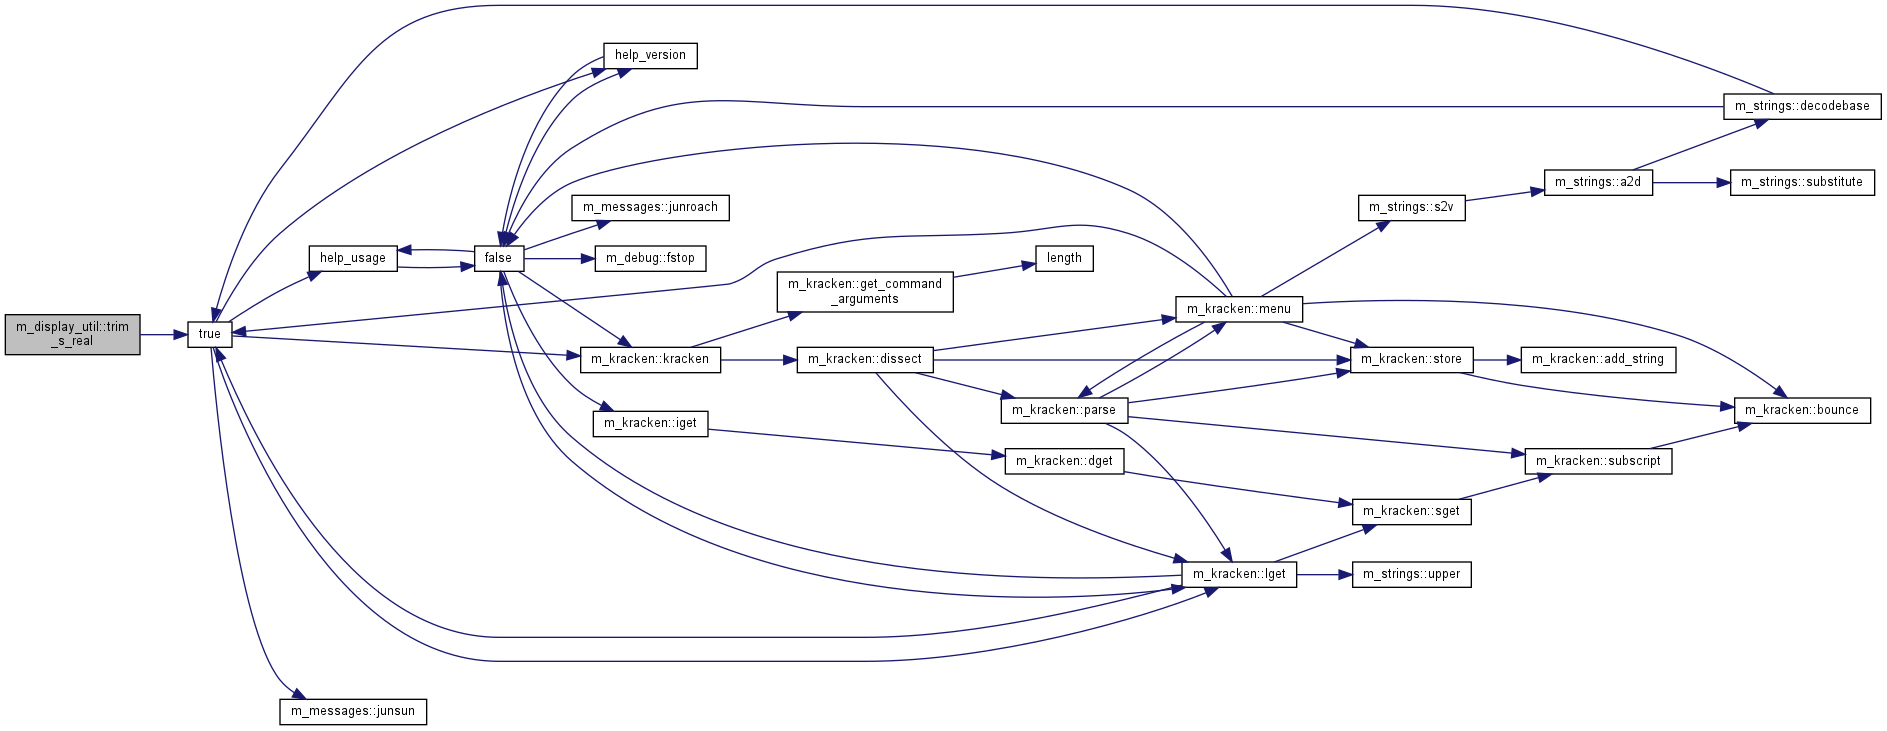 help_version
m_strings::decodebase
m_strings::a2d
m_strings::substitute
m_messages::junroach
m_strings::s2v
help_usage
false
m_debug::fstop
length
m_kracken::get_command
_arguments
m_kracken::menu
m_display_util::trim
_s_real
true
m_kracken::kracken
m_kracken::dissect
m_kracken::store
m_kracken::add_string
m_kracken::parse
m_kracken::bounce
m_kracken::iget
m_kracken::dget
m_kracken::subscript
m_kracken::sget
m_kracken::lget
m_strings::upper
m_messages::junsun